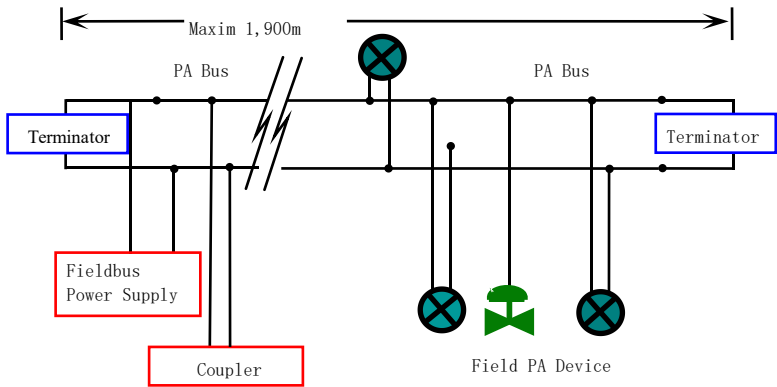 Maxim 1,900m
PA Bus
PA Bus
Terminator
Terminator
Fieldbus
Power Supply
Coupler
Field PA Device